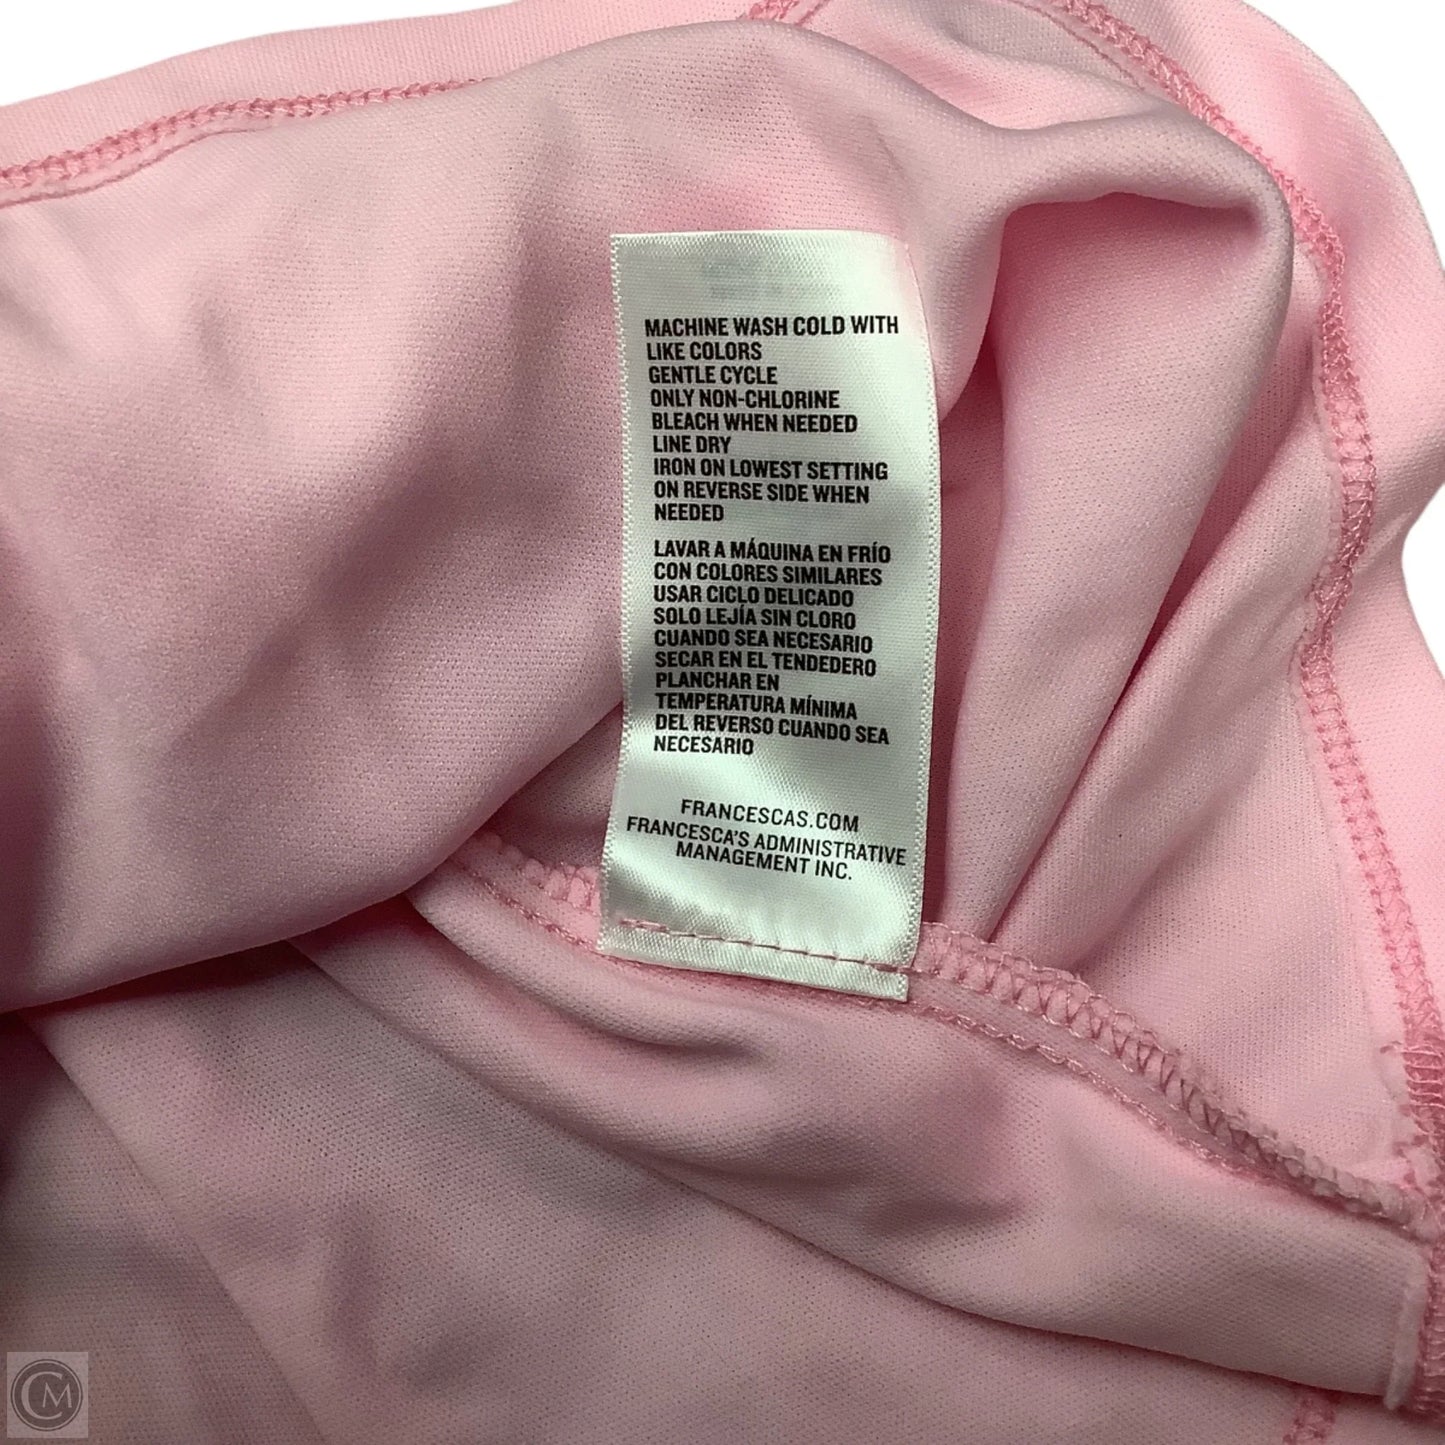 MACHINE WASH COLD WITH
LIKE COLORS
GENTLE CYCLE
ONLY NON-CHLORINE
BLEACH WHEN NEEDED
LINE DRY
IRON ON LOWEST SETTING
ON REVERSE SIDE WHEN
NEEDED
LAVAR A MÁQUINA EN FRÍO
CON COLORES SIMILARES
USAR CICLO DELICADO
SOLO LEJÍA SIN CLORO
CUANDO SEA NECESARIO
SECAR EN EL TENDEDERO
PLANCHAR EN
TEMPERATURA MÍNIMA
DEL REVERSO CUANDO SEA
NECESARIO
FRANCESCAS.COM
FRANCESCA'S ADMINISTRATIVE
MANAGEMENT INC.
CM